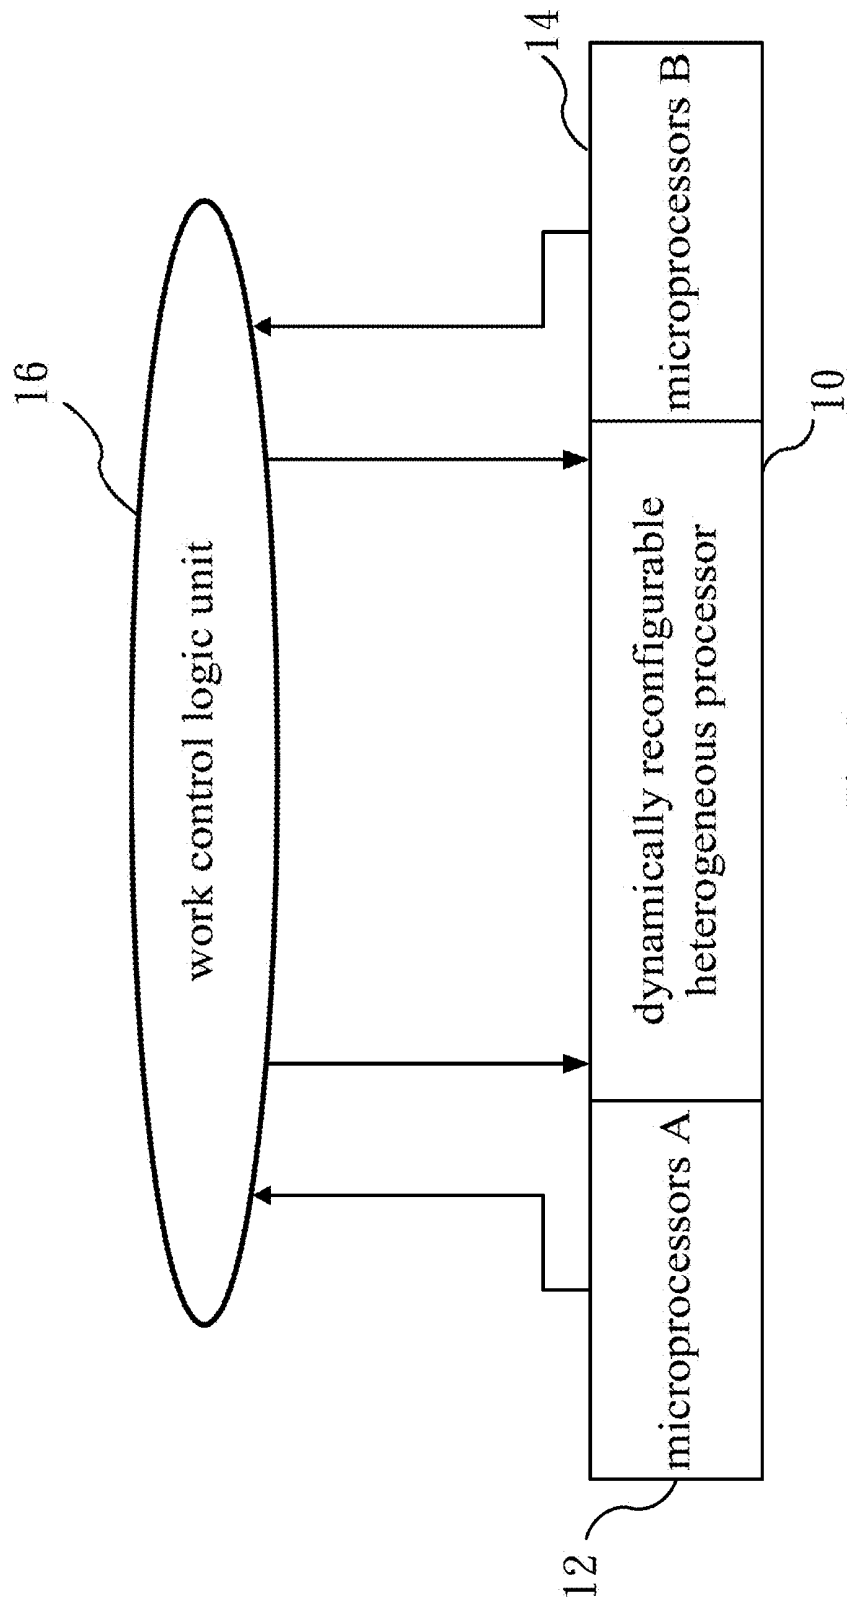 16
work control logic unit
14
12
microprocessors A
dynamically reconfigurable
heterogeneous processor
microprocessors B
10